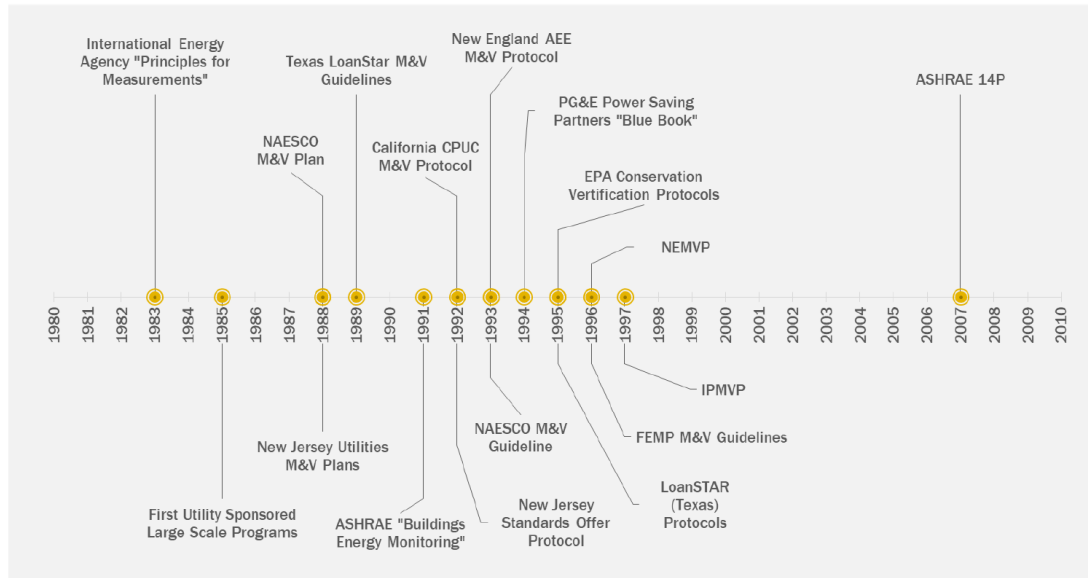 International Energy
Agency "Principles for
Measurements"
Texas LoanStar M&V
Guidelines
New England AEE
M&V Protocol
PG&E Power Saving
Partners "Blue Book"
ASHRAE 14P
NAESCO
M&V Plan
California CPUC
M&V Protocol
EPA Conservation
Vertification Protocols
NEMVP
1980
1981
1982
1983
1984
1985
1986
1987
1988
1989
1990
1991
1992
1993
1994
1995
1996
1997
1998
1999
2000
2001
2002
2003
2004
2005
2006
2007
2008
2009
2010
IPMVP
New Jersey Utilities
M&V Plans
NAESCO M&V
Guideline
FEMP M&V Guidelines
First Utility Sponsored
Large Scale Programs
ASHRAE "Buildings
Energy Monitoring"
New Jersey
Standards Offer
Protocol
LoanSTAR
(Texas)
Protocols